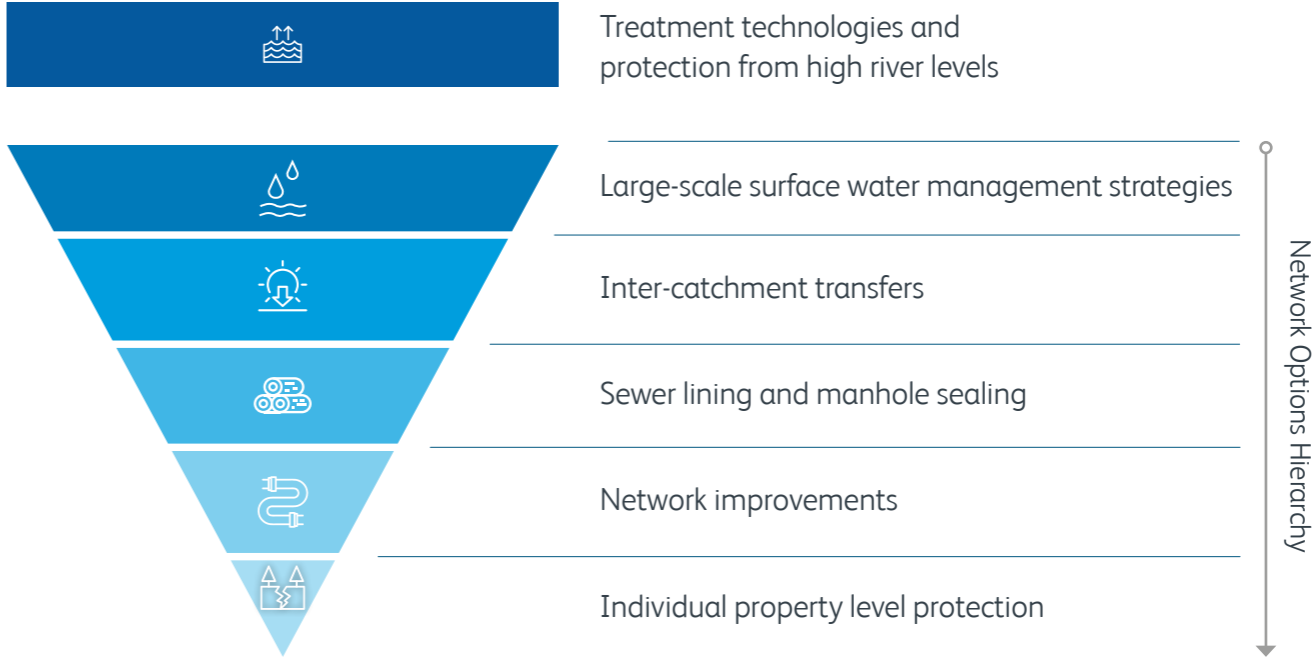 Treatment technologies and
protection from high river levels
Large-scale surface water management strategies
Inter-catchment transfers
Sewer lining and manhole sealing
Network improvements
Individual property level protection
Network Options Hierarchy